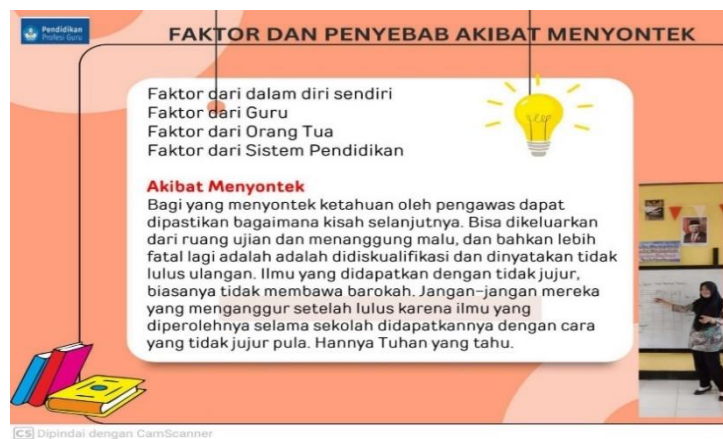 Pendidikan
Profesi Guru
FAKTOR DAN PENYEBAB AKIBAT MENYONTEK
Faktor dari dalam diri sendiri
Faktor dari Guru
Faktor dari Orang Tua
Faktor dari Sistem Pendidikan
Akibat Menyontek
Bagi yang menyontek ketahuan oleh pengawas dapat
dipastikan bagaimana kisah selanjutnya. Bisa dikeluarkan
dari ruang ujian dan menanggung malu, dan bahkan lebih
fatal lagi adalah adalah didiskualifikasi dan dinyatakan tidak
lulus ulangan. Ilmu yang didapatkan dengan tidak jujur,
biasanya tidak membawa barokah. Jangan-jangan mereka
yang menganggur setelah lulus karena ilmu yang
diperolehnya selama sekolah didapatkannya dengan cara
yang tidak jujur pula. Hannya Tuhan yang tahu.
CS Dipindai dengan CamScanner